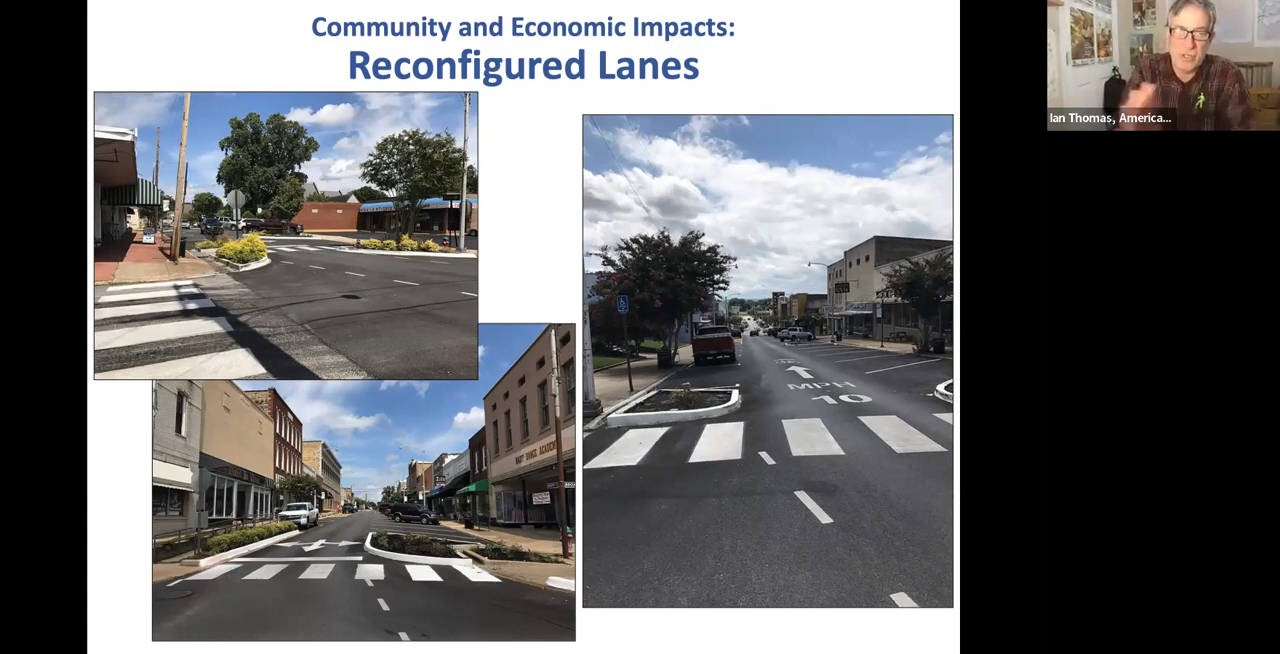 Community and Economic Impacts:
Reconfigured Lanes
MPH
10
Ian Thomas, America...